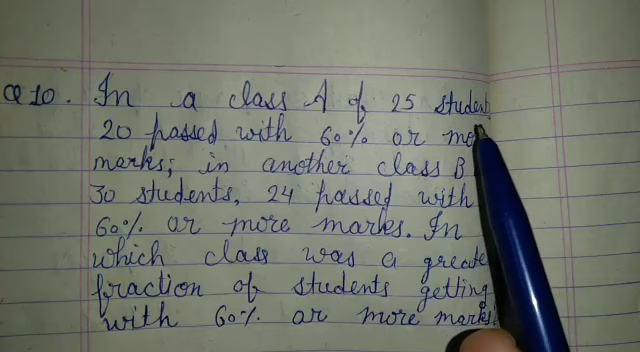 Q10. In a class A of 25 student
20 passed with 60% or mo
marks; in another class B
30 students, 24 passed with
60% or more marks. In
which class was a greate
fraction of students getting
with 60% or more marks